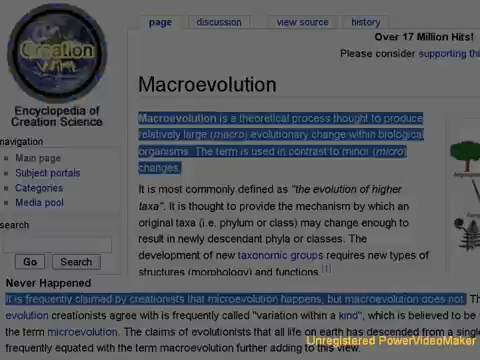 Creation
Encyclopedia of
Creation Science
navigation
Main page
Subject portals
Categories
Media pool
search
Go Search
page discussion view source history
Over 17 Million Hits!
Please consider supporting th
Macroevolution
Macroevolution is a theoretical process thought to produce
relatively large (macro) evolutionary change within biological
organisms. The term is used in contrast to minor (micro)
changes.
It is most commonly defined as "the evolution of higher
taxa". It is thought to provide the mechanism by which an
original taxa (i.e. phylum or class) may change enough to
result in newly descendant phyla or classes. The
development of new taxonomic groups requires new types of
structures (morphology) and functions [1]
Never Happened
It is frequently claimed by creationists that microevolution happens, but macroevolution does not. T
evolution creationists agree with is frequently called "variation within a kind", which is believed to be
the term microevolution. The claims of evolutionists that all life on earth has descended from a singl
frequently equated with the term macroevolution further adding to this view.
Unregistered PowerVideoMaker